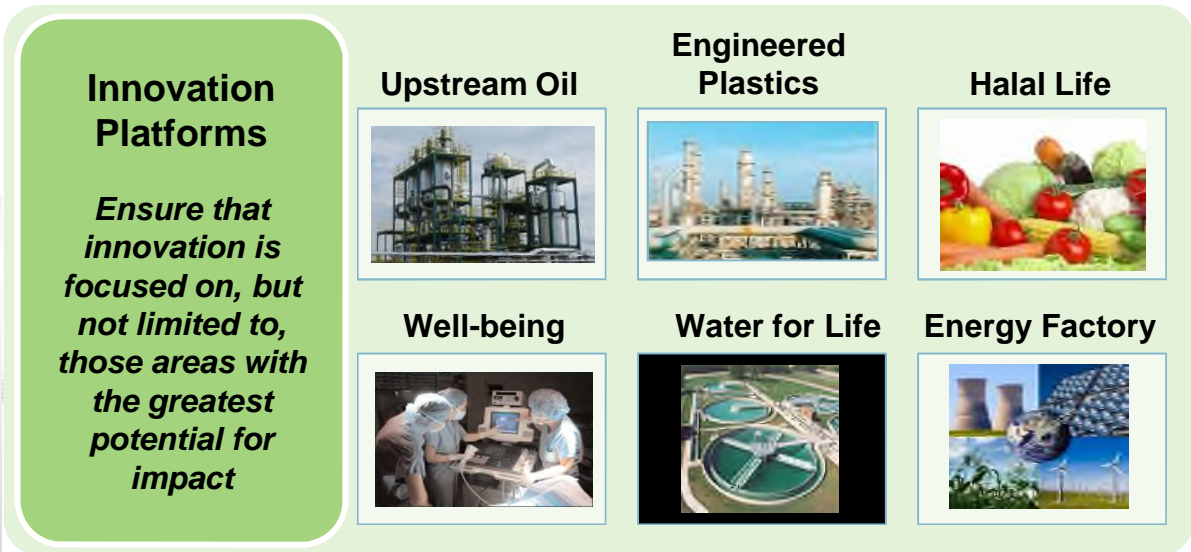 Innovation
Platforms
Ensure that
innovation is
focused on, but
not limited to,
those areas with
the greatest
potential for
impact
Upstream Oil
Engineered
Plastics
Halal Life
Well-being
Water for Life
Energy Factory